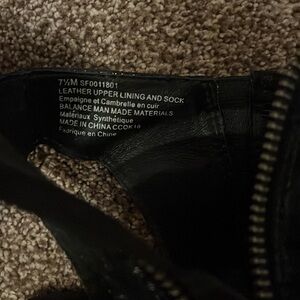 7½M SF0011801
LEATHER UPPER LINING AND SOCK
Empeigne et Cambrelle en cuir
BALANCE MAN MADE MATERIALS
Matériaux Synthétique
MADE IN CHINA
Fabrique en Chine